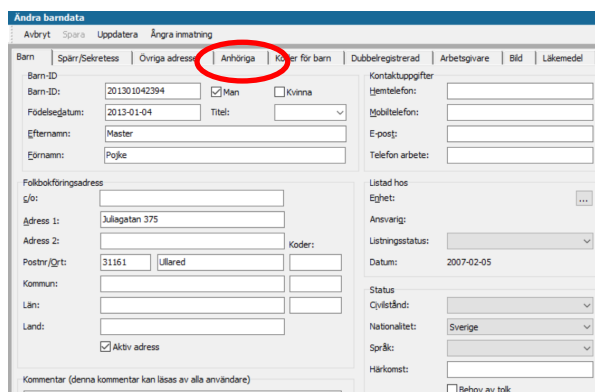 Ändra barndata
Avbryt Spara Uppdatera Ångra inmatning
Barn Spärr/Sekretess Övriga adresser Anhöriga för barn Dubbelregistrerad Arbetsgivare Bild Läkemedel
Barn-ID Kontaktuppgifter
Barn-ID: 201301042394 Man Kvinna Hemtelefon:
Födelsedatum: 2013-01-04 Titel: Mobiltelefon:
Efternamn: Master E-post:
Förnamn: Pojke Telefon arbete:
Folkbokföringsadress Listad hos
c/o: Enhet: ...
Adress 1: Juliagatan 375 Ansvarig:
Adress 2: Koder: Listningsstatus:
Postnr/Ort: 31161 Ullared Datum: 2007-02-05
Kommun: Status
Län: Civilstånd:
Land: Nationalitet: Sverige
Aktiv adress Språk:
Härkomst:
Kommentar (denna kommentar kan läsas av alla användare) Behov av tolk